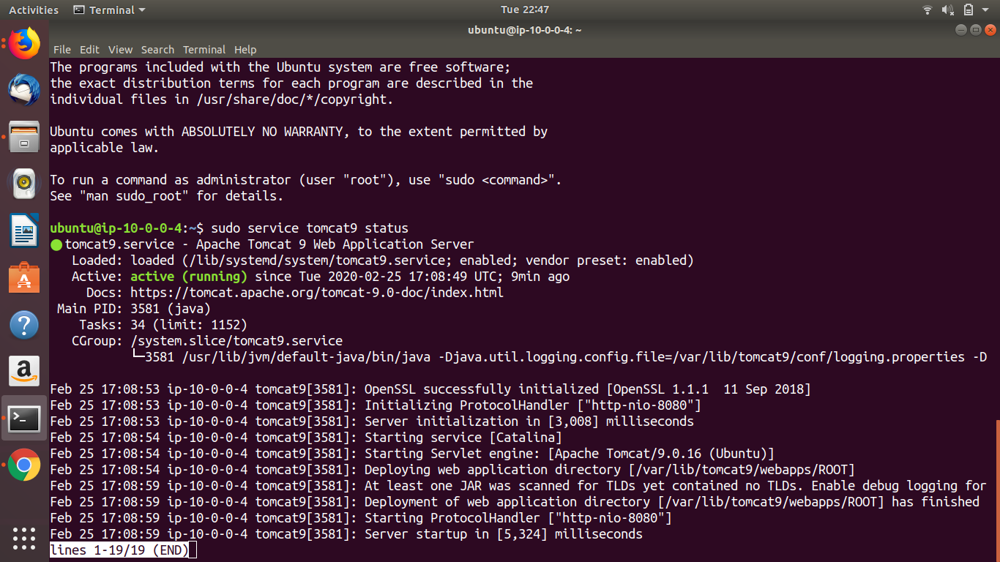 Activities
Terminal
Tue 22:47
ubuntu@ip-10-0-0-4: ~
File Edit View Search Terminal Help
The programs included with the Ubuntu system are free software;
the exact distribution terms for each program are described in the
individual files in /usr/share/doc/*/copyright.
Ubuntu comes with ABSOLUTELY NO WARRANTY, to the extent permitted by
applicable law.
To run a command as administrator (user "root"), use "sudo <command>".
See "man sudo_root" for details.
ubuntu@ip-10-0-0-4:~$ sudo service tomcat9 status
● tomcat9.service - Apache Tomcat 9 Web Application Server
Loaded: loaded (/lib/systemd/system/tomcat9.service; enabled; vendor preset: enabled)
Active: active (running) since Tue 2020-02-25 17:08:49 UTC; 9min ago
Docs: https://tomcat.apache.org/tomcat-9.0-doc/index.html
Main PID: 3581 (java)
Tasks: 34 (limit: 1152)
CGroup: /system.slice/tomcat9.service
└─3581 /usr/lib/jvm/default-java/bin/java -Djava.util.logging.config.file=/var/lib/tomcat9/conf/logging.properties -D
Feb 25 17:08:53 ip-10-0-0-4 tomcat9[3581]: OpenSSL successfully initialized [OpenSSL 1.1.1  11 Sep 2018]
Feb 25 17:08:53 ip-10-0-0-4 tomcat9[3581]: Initializing ProtocolHandler ["http-nio-8080"]
Feb 25 17:08:53 ip-10-0-0-4 tomcat9[3581]: Server initialization in [3,008] milliseconds
Feb 25 17:08:54 ip-10-0-0-4 tomcat9[3581]: Starting service [Catalina]
Feb 25 17:08:54 ip-10-0-0-4 tomcat9[3581]: Starting Servlet engine: [Apache Tomcat/9.0.16 (Ubuntu)]
Feb 25 17:08:54 ip-10-0-0-4 tomcat9[3581]: Deploying web application directory [/var/lib/tomcat9/webapps/ROOT]
Feb 25 17:08:59 ip-10-0-0-4 tomcat9[3581]: At least one JAR was scanned for TLDs yet contained no TLDs. Enable debug logging for
Feb 25 17:08:59 ip-10-0-0-4 tomcat9[3581]: Deployment of web application directory [/var/lib/tomcat9/webapps/ROOT] has finished
Feb 25 17:08:59 ip-10-0-0-4 tomcat9[3581]: Starting ProtocolHandler ["http-nio-8080"]
Feb 25 17:08:59 ip-10-0-0-4 tomcat9[3581]: Server startup in [5,324] milliseconds
lines 1-19/19 (END)